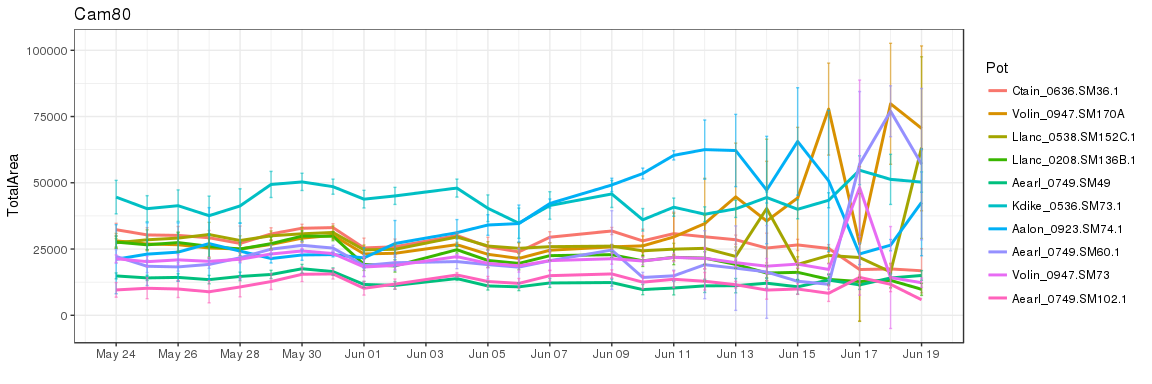 Cam80
TotalArea
100000
75000
50000
25000
0
May 24 May 26 May 28 May 30 Jun 01 Jun 03 Jun 05 Jun 07 Jun 09 Jun 11 Jun 13 Jun 15 Jun 17 Jun 19
Pot
Ctain_0636.SM36.1
Volin_0947.SM170A
Llanc_0538.SM152C.1
Llanc_0208.SM136B.1
Aearl_0749.SM49
Kdike_0536.SM73.1
Aalon_0923.SM74.1
Aearl_0749.SM60.1
Volin_0947.SM73
Aearl_0749.SM102.1